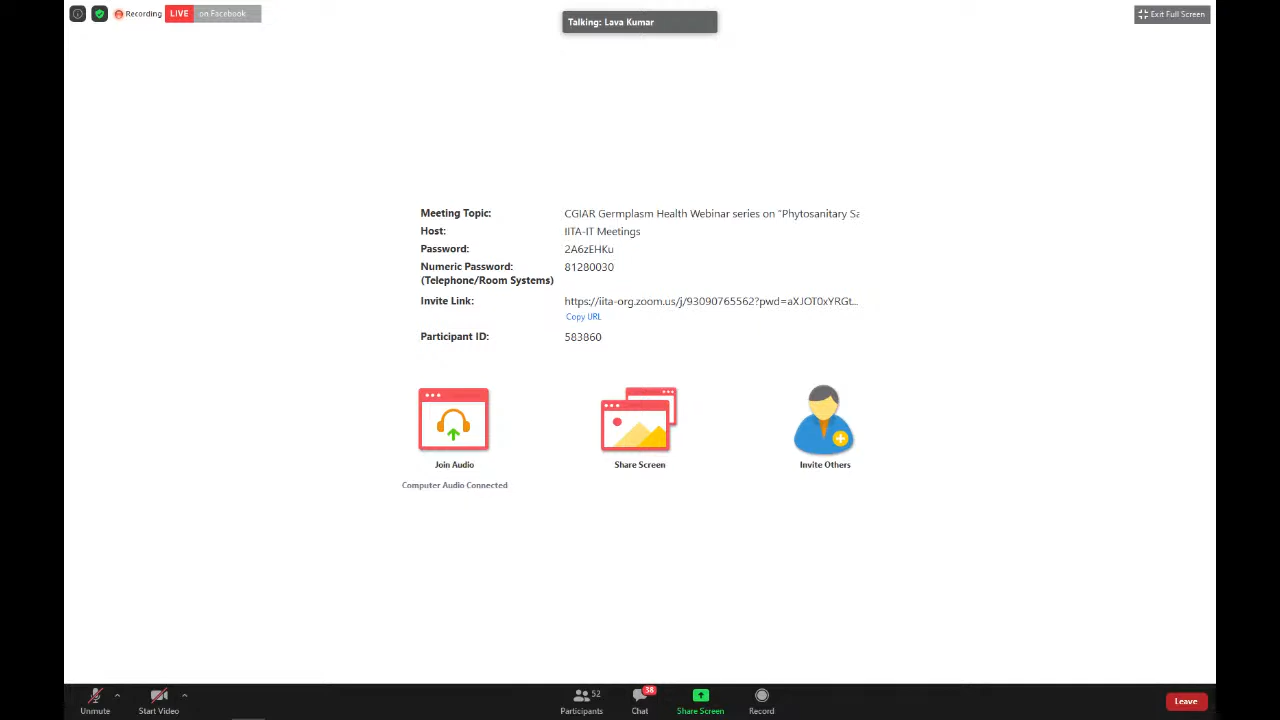 Recording LIVE on Facebook
Talking: Lava Kumar
Exit Full Screen
Meeting Topic: CGIAR Germplasm Health Webinar series on "Phytosanitary Sa
Host: IITA-IT Meetings
Password: 2A6zEHKu
Numeric Password: 81280030
(Telephone/Room Systems)
Invite Link: https://iita-org.zoom.us/j/93090765562?pwd=aXJOT0xYRGt...
Copy URL
Participant ID: 583860
Join Audio Share Screen Invite Others
Computer Audio Connected
52 38
Unmute Start Video Participants Chat Share Screen Record Leave